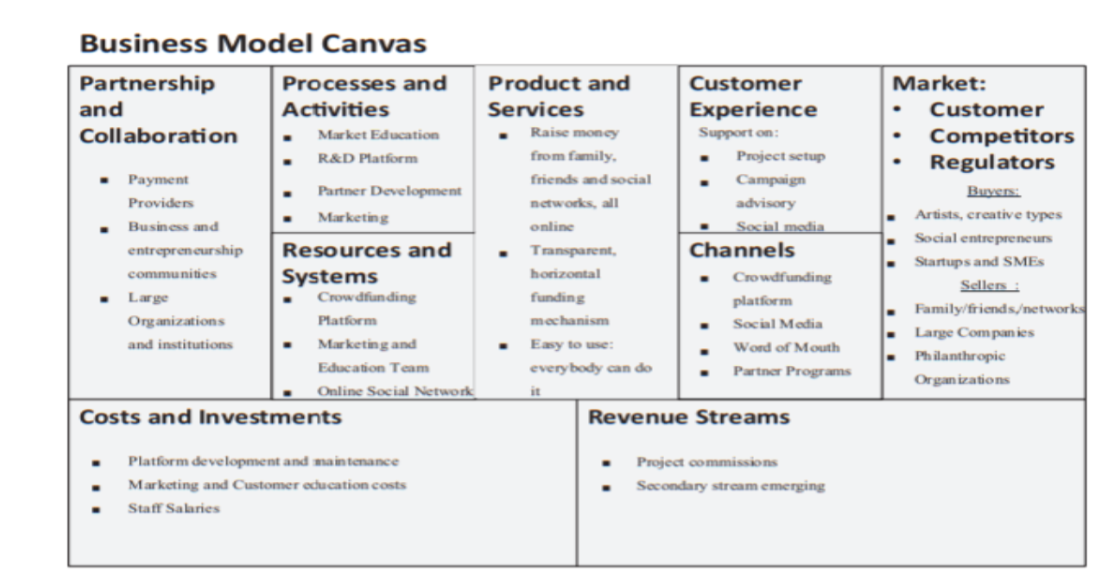 Business Model Canvas
Partnership
and
Collaboration
▪ Payment
Providers
▪ Business and
entrepreneurship
communities
▪ Large
Organizations
and institutions
Processes and
Activities
▪ Market Education
▪ R&D Platform
▪ Partner Development
▪ Marketing
Resources and
Systems
▪ Crowdfunding
Platform
▪ Marketing and
Education Team
▪ Online Social Network
Product and
Services
▪ Raise money
from family,
friends and social
networks, all
online
▪ Transparent,
horizontal
funding
mechanism
▪ Easy to use:
everybody can do
it
Customer
Experience
Support on:
▪ Project setup
▪ Campaign
advisory
▪ Social media
Channels
▪ Crowdfunding
platform
▪ Social Media
▪ Word of Mouth
▪ Partner Programs
Market:
• Customer
• Competitors
• Regulators
Buyers:
▪ Artists, creative types
▪ Social entrepreneurs
▪ Startups and SMEs
Sellers :
▪ Family/friends,/networks
▪ Large Companies
▪ Philanthropic
Organizations
Costs and Investments
▪ Platform development and maintenance
▪ Marketing and Customer education costs
▪ Staff Salaries
Revenue Streams
▪ Project commissions
▪ Secondary stream emerging